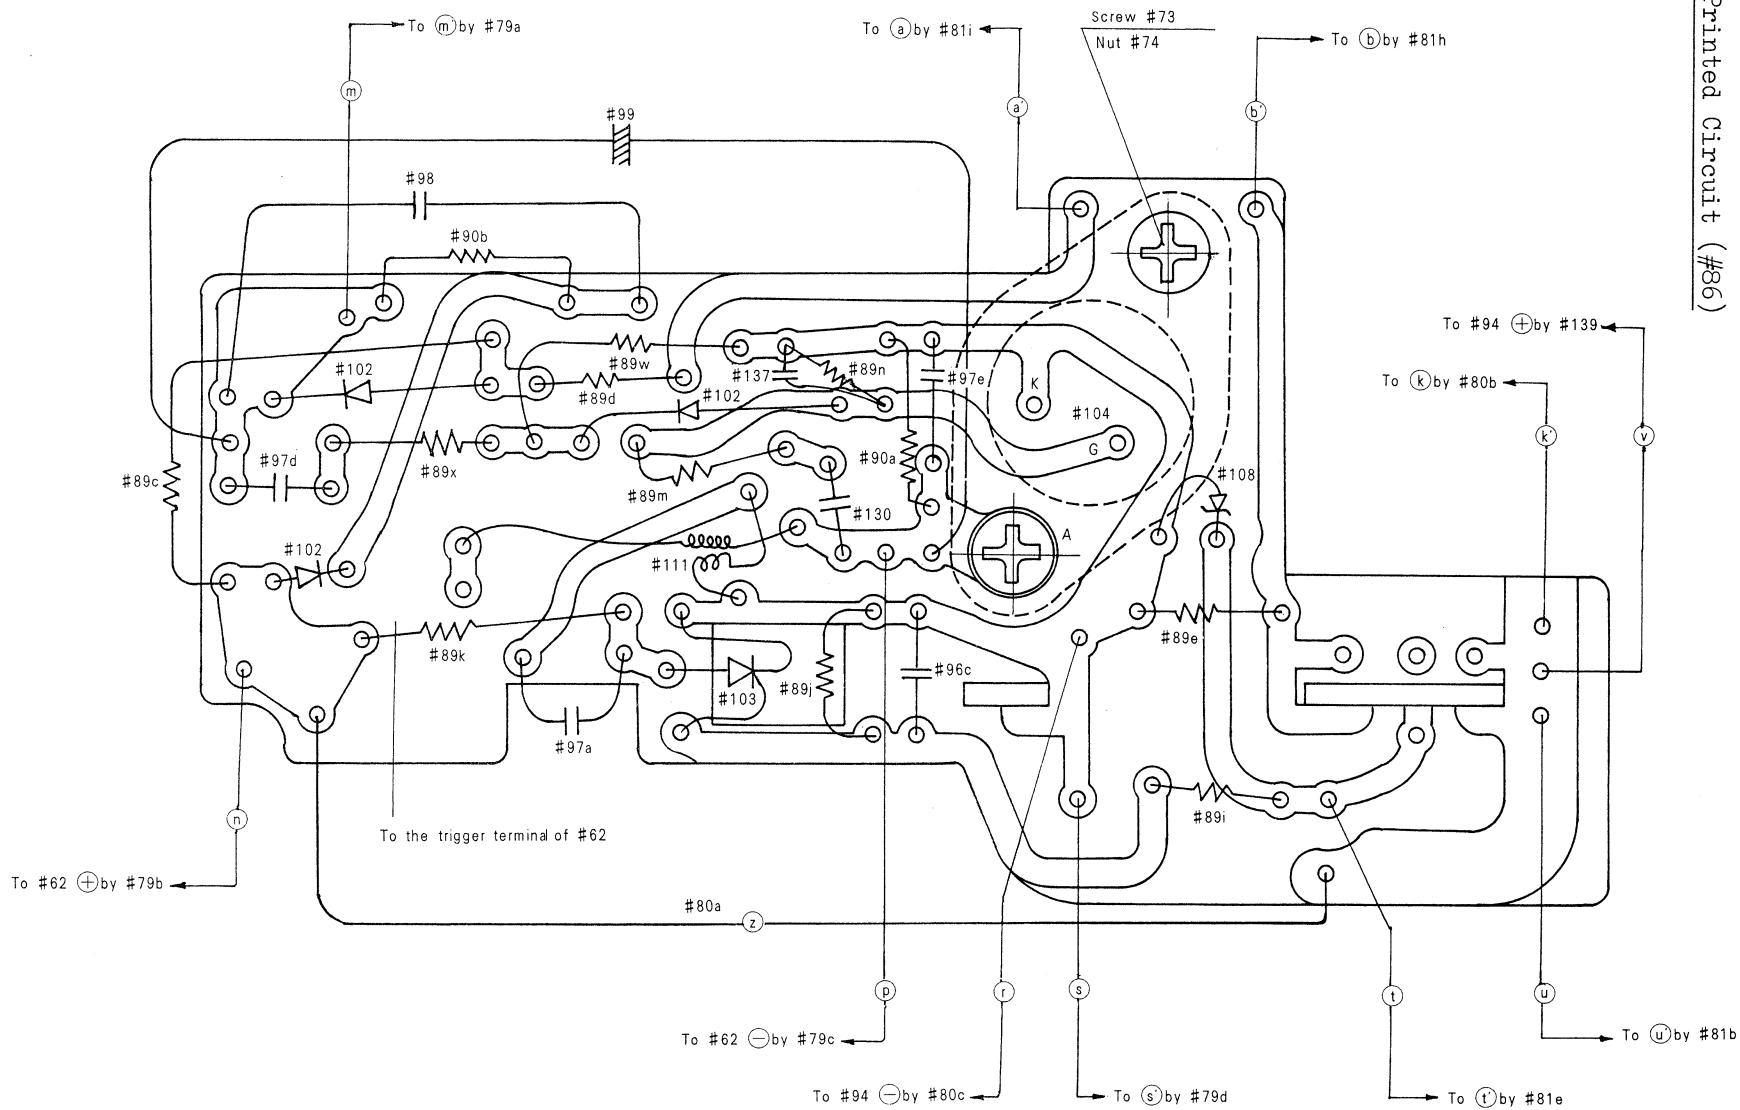 Printed Circuit (#86)
To m' by #79a
To a by #81i
Screw #73
Nut #74
To b by #81h
m
a'
b'
#99
#98
#90b
To #94 + by #139
To k by #80b
#102
#89w
#137
#89n
#97e
K
#89d
#102
#104
G
k'
v
#89c
#97d
#89x
#89m
#90a
#108
#130
A
#102
#111
#89k
#89e
#103
#89j
#96c
#97a
n
To the trigger terminal of #62
#89i
To #62 + by #79b
#80a
z
p
r
s
t
u
To #62 − by #79c
To u' by #81b
To #94 − by #80c
To s' by #79d
To t' by #81e